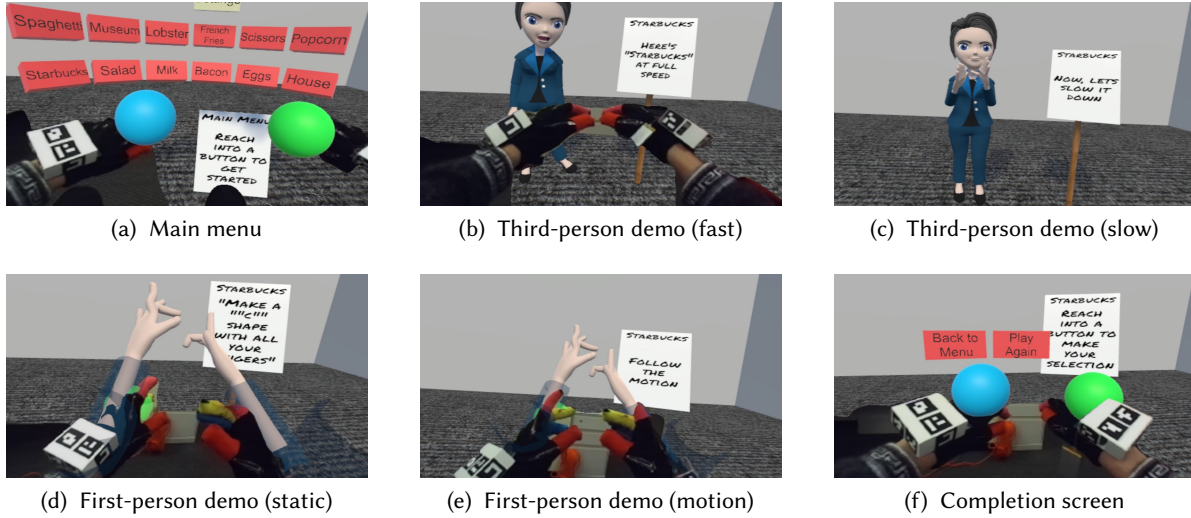 Spaghetti Museum Lobster French Fries Scissors Popcorn
Starbucks Salad Milk Bacon Eggs House
MAIN MENU
REACH
INTO A
BUTTON TO
GET
STARTED
(a) Main menu
STARBUCKS
HERE'S
"STARBUCKS"
AT FULL
SPEED
(b) Third-person demo (fast)
STARBUCKS
NOW, LETS
SLOW IT
DOWN
(c) Third-person demo (slow)
STARBUCKS
"MAKE A
""C""
SHAPE
WITH ALL
YOUR
(d) First-person demo (static)
STARBUCKS
FOLLOW
THE
MOTION
(e) First-person demo (motion)
STARBUCKS
REACH
INTO A
BUTTON TO
MAKE
YOUR
SELECTION
Back to
Menu
Play
Again
(f) Completion screen